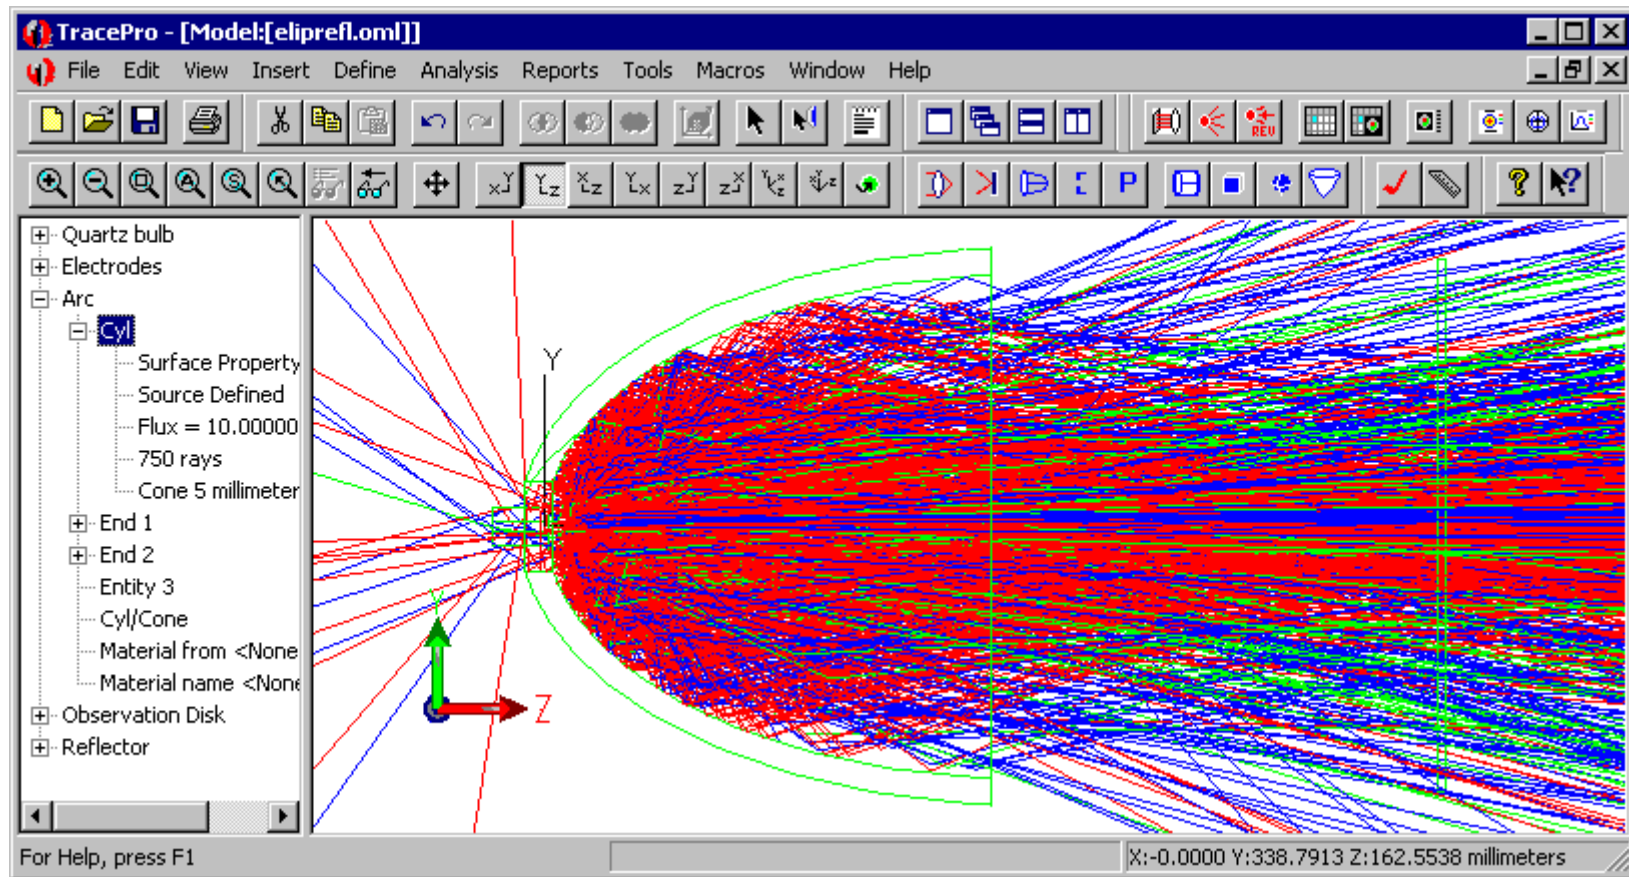 TracePro - [Model:[eliprefl.oml]]
File Edit View Insert Define Analysis Reports Tools Macros Window Help
REV
P
Quartz bulb
Electrodes
Arc
Cyl
Surface Property
Source Defined
Flux = 10.00000
750 rays
Cone 5 millimeter
End 1
End 2
Entity 3
Cyl/Cone
Material from <None
Material name <None
Observation Disk
Reflector
Y
Y
Z
For Help, press F1
X:-0.0000 Y:338.7913 Z:162.5538 millimeters